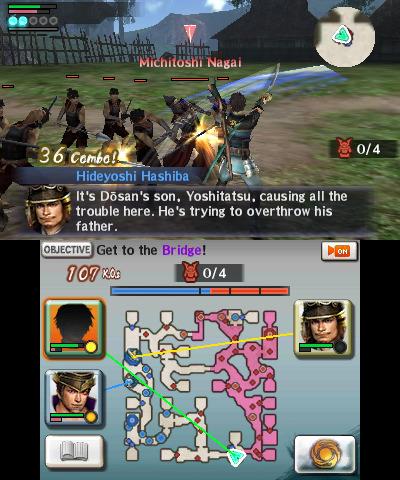 Michitoshi Nagai
36 Combo!
0/4
Hideyoshi Hashiba
It's Dōsan's son, Yoshitatsu, causing all the
trouble here. He's trying to overthrow his
father.
OBJECTIVE Get to the Bridge!
ON
107 K.O.s
0/4